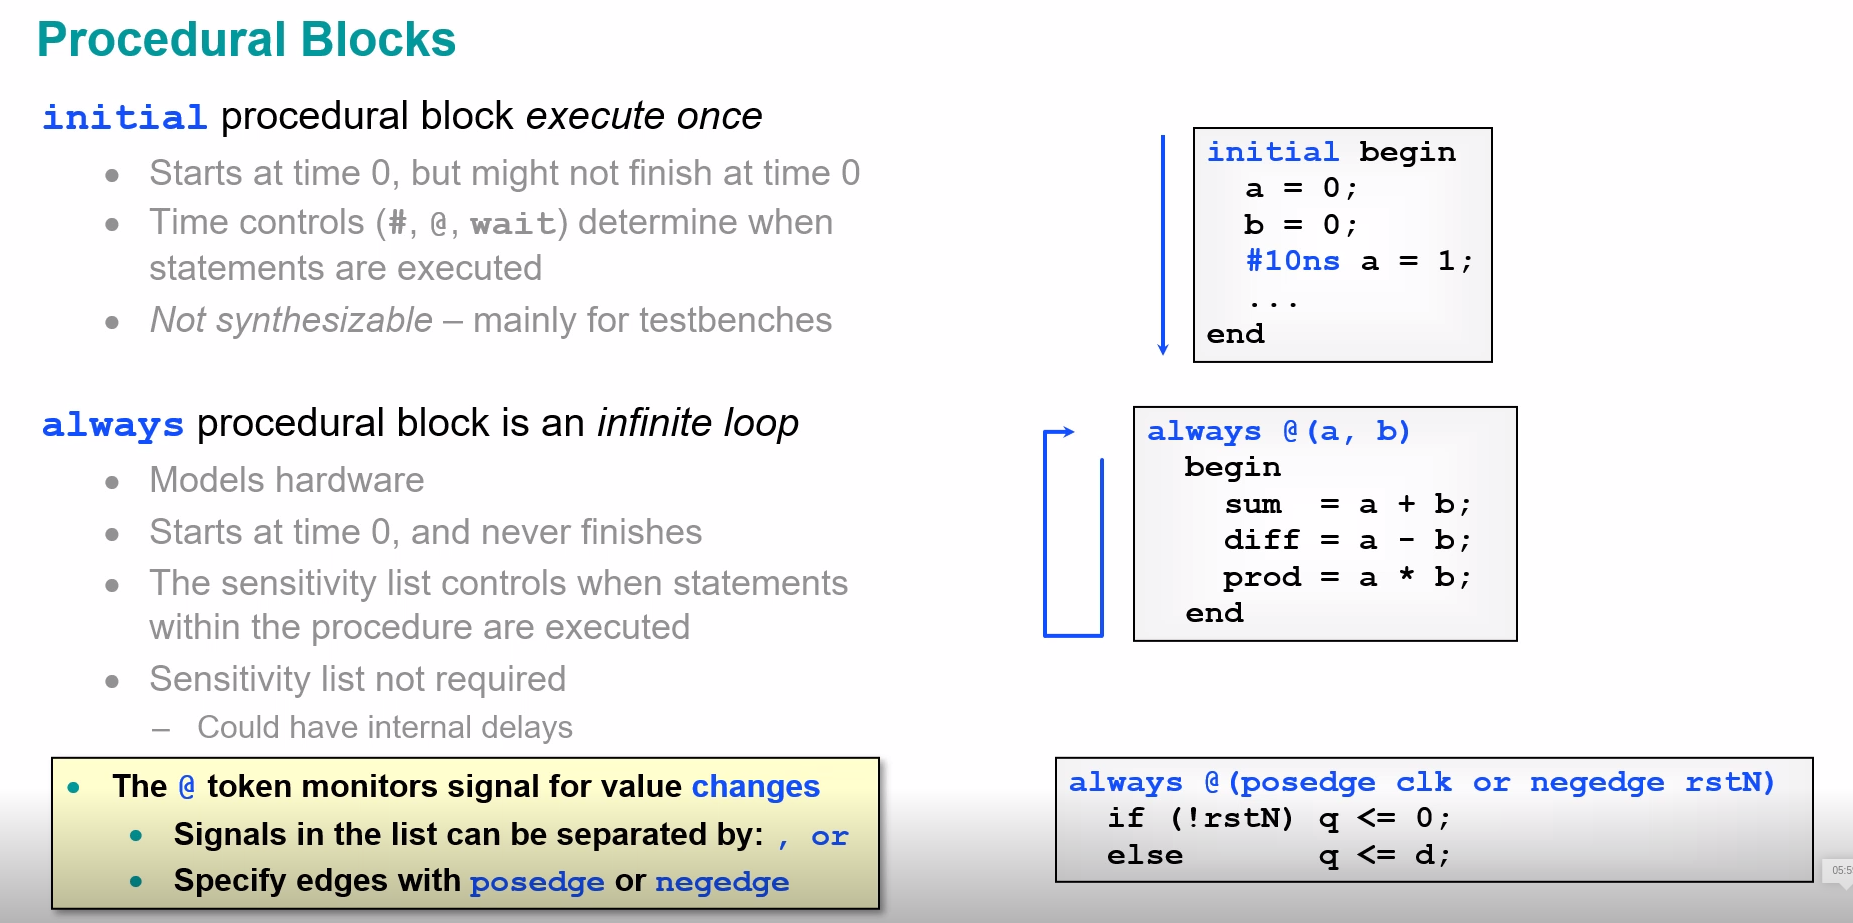 Procedural Blocks
initial procedural block execute once
• Starts at time 0, but might not finish at time 0
• Time controls (#, @, wait) determine when
statements are executed
• Not synthesizable – mainly for testbenches
initial begin
a = 0;
b = 0;
#10ns a = 1;
...
end
always procedural block is an infinite loop
• Models hardware
• Starts at time 0, and never finishes
• The sensitivity list controls when statements
within the procedure are executed
• Sensitivity list not required
– Could have internal delays
always @(a, b)
begin
sum  = a + b;
diff = a - b;
prod = a * b;
end
• The @ token monitors signal for value changes
• Signals in the list can be separated by: , or
• Specify edges with posedge or negedge
always @(posedge clk or negedge rstN)
if (!rstN) q <= 0;
else       q <= d;